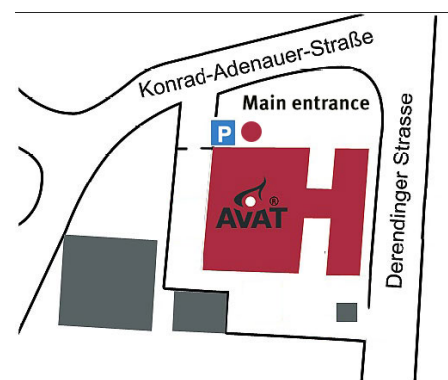 Konrad-Adenauer-Straße
Main entrance
P
AVAT®
Derendinger Strasse